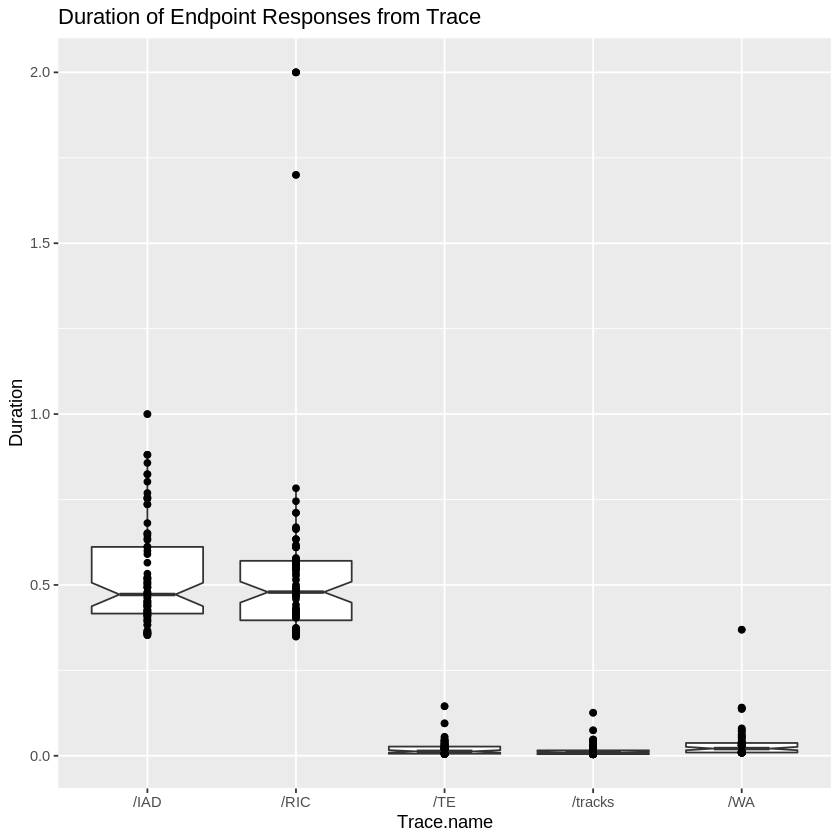 Duration of Endpoint Responses from Trace
2.0
1.5
1.0
0.5
0.0
Duration
/IAD /RIC /TE /tracks /WA
Trace.name